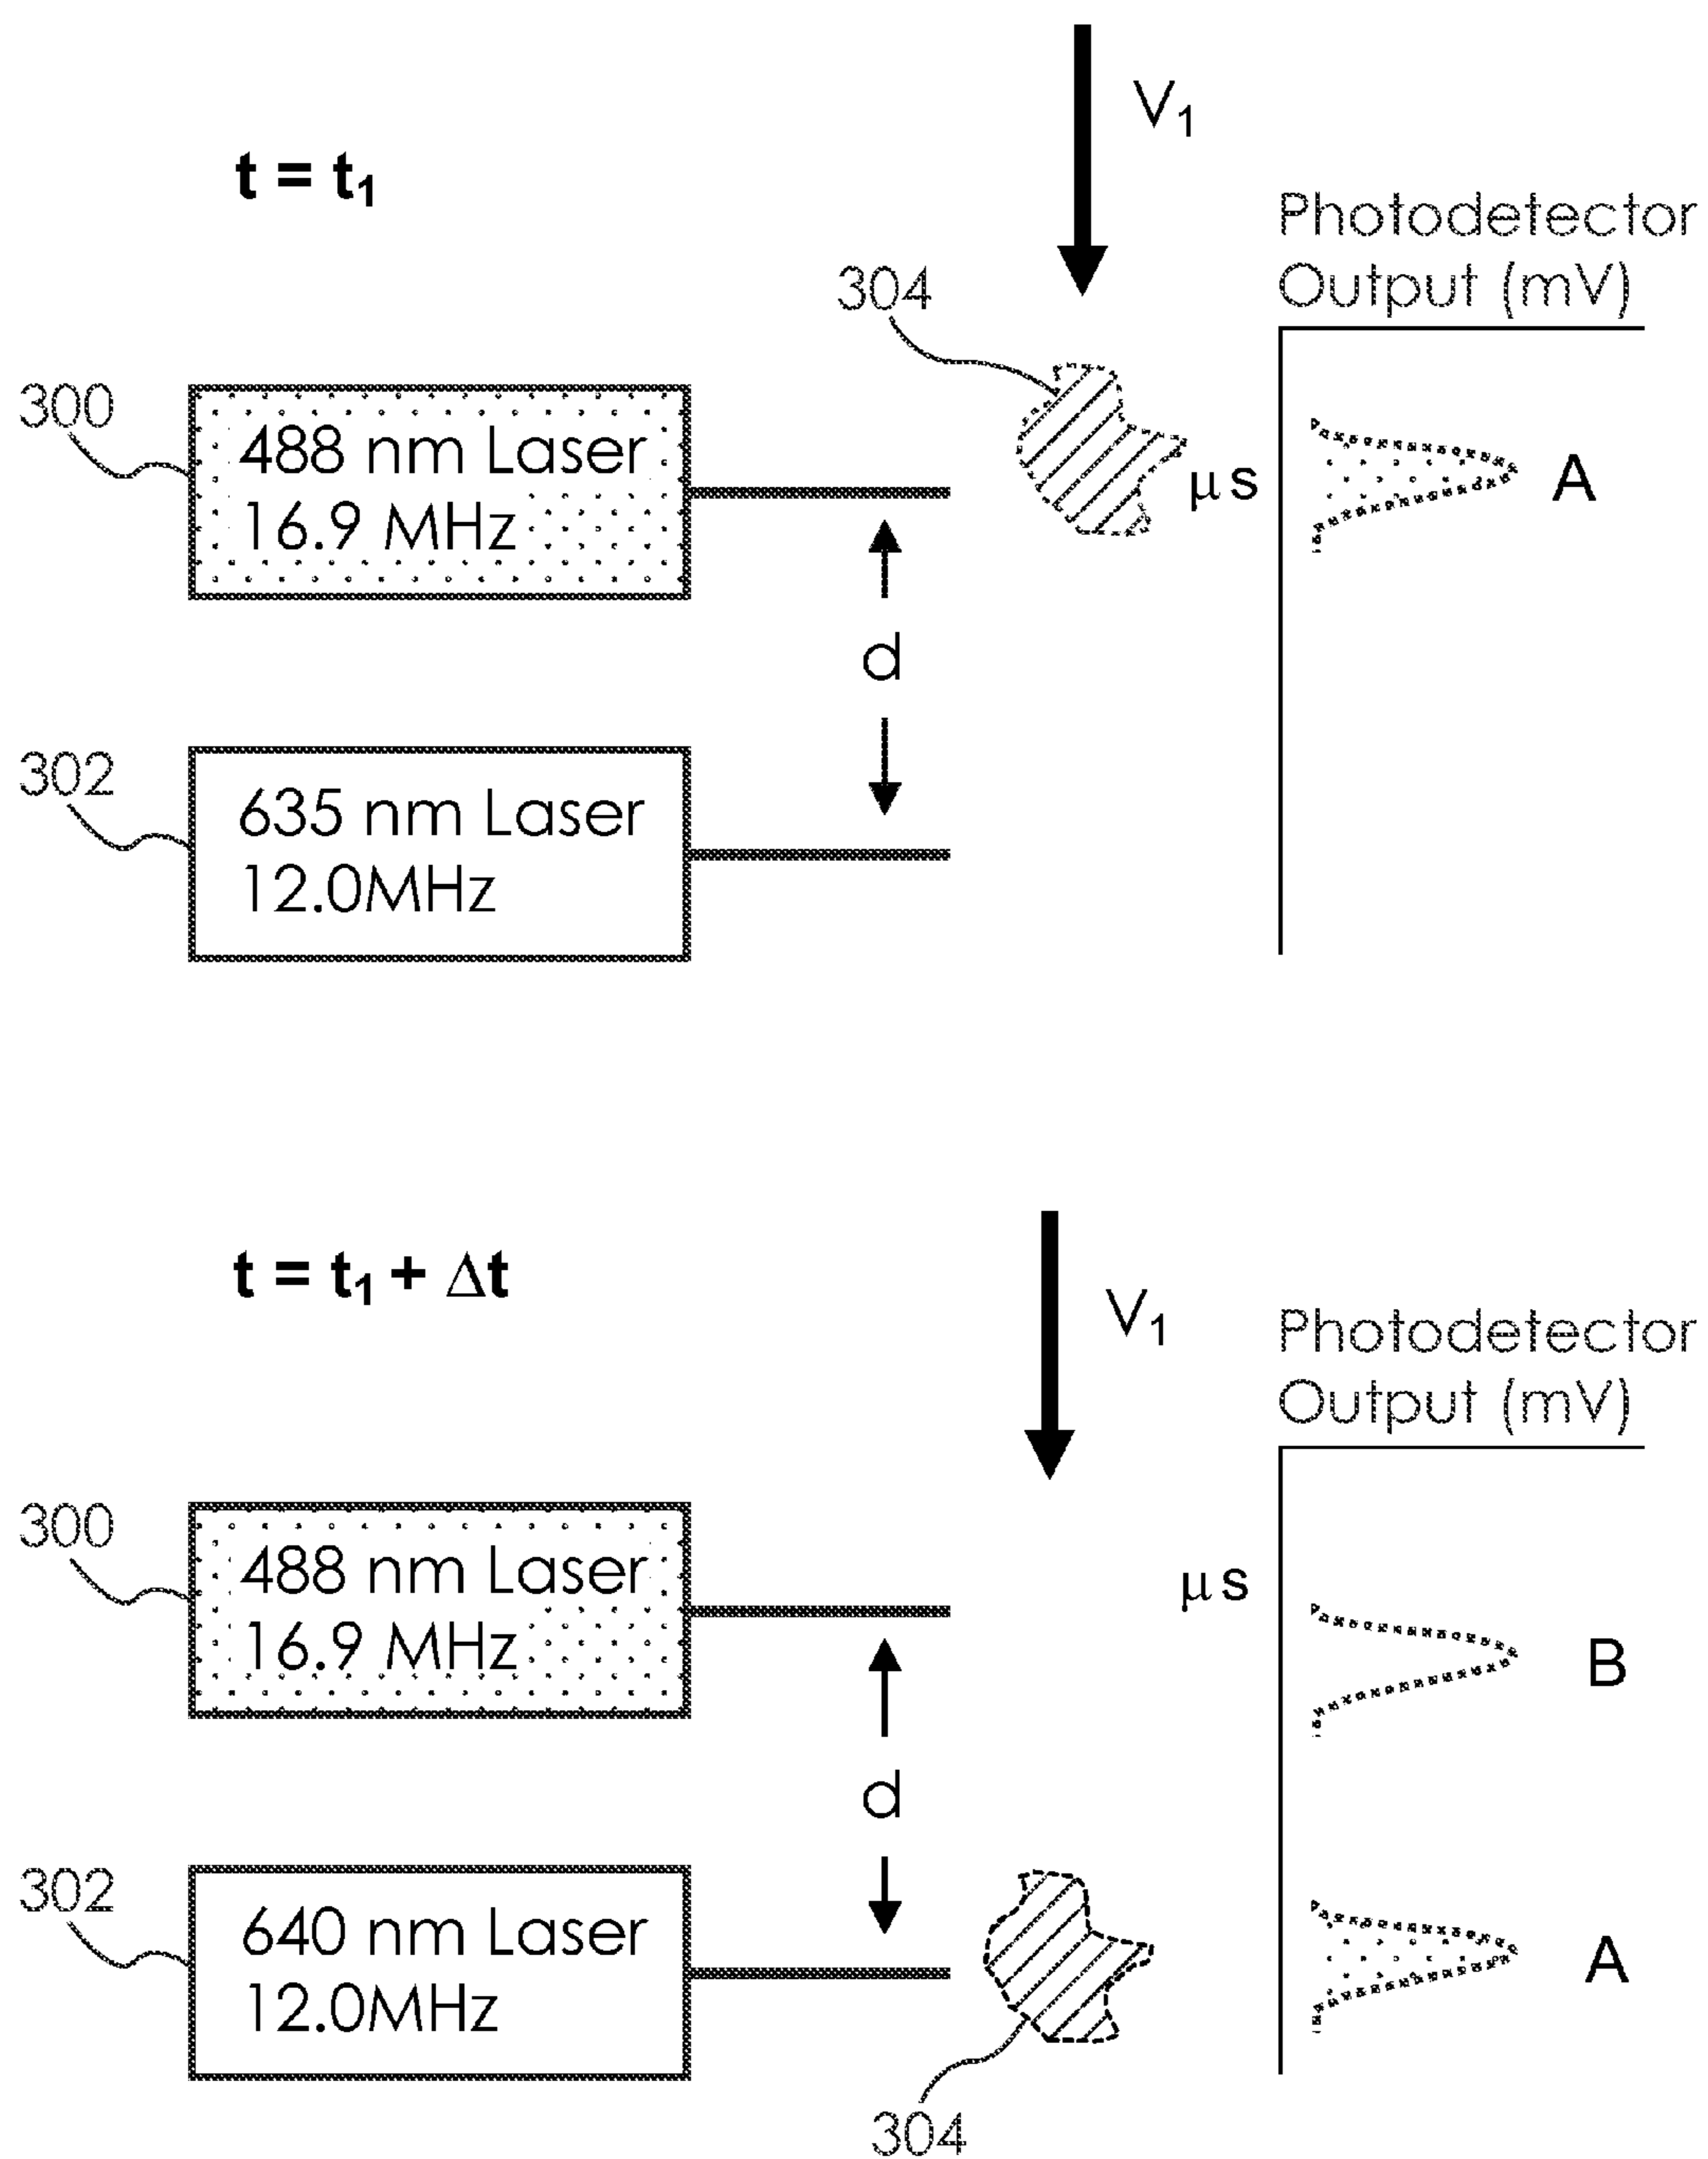 V1
t = t1
Photodetector
Output (mV)
304
300
488 nm Laser
16.9 MHz
μs
A
d
302
635 nm Laser
12.0MHz
t = t1 + Δt
V1
Photodetector
Output (mV)
300
488 nm Laser
16.9 MHz
μs
B
d
302
640 nm Laser
12.0MHz
A
304